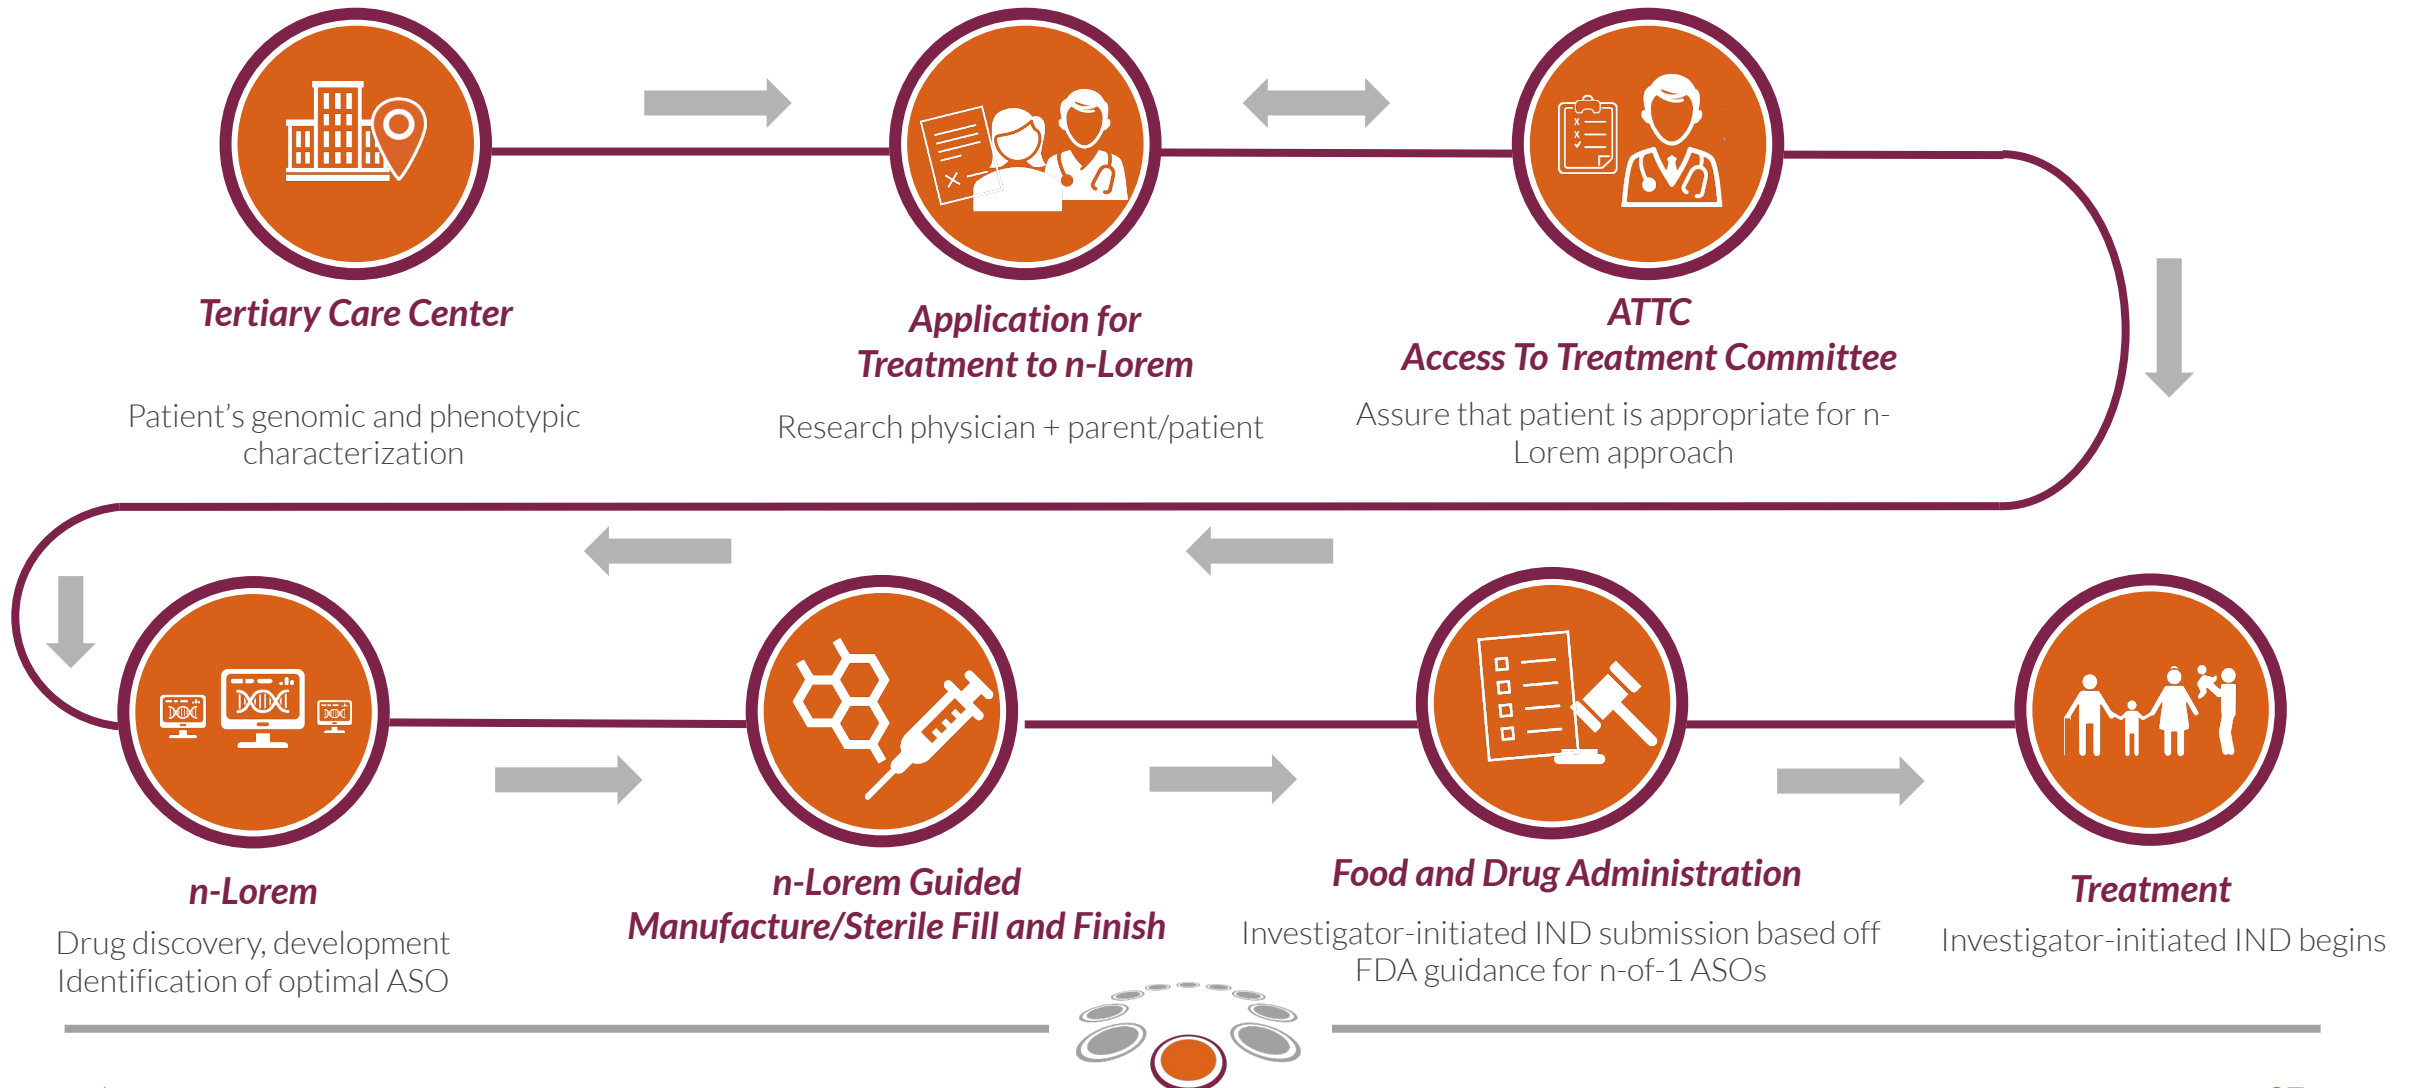 Tertiary Care Center
Patient's genomic and phenotypic
characterization
Application for
Treatment to n-Lorem
Research physician + parent/patient
ATTC
Access To Treatment Committee
Assure that patient is appropriate for n-
Lorem approach
n-Lorem
Drug discovery, development
Identification of optimal ASO
n-Lorem Guided
Manufacture/Sterile Fill and Finish
Food and Drug Administration
Investigator-initiated IND submission based off
FDA guidance for n-of-1 ASOs
Treatment
Investigator-initiated IND begins